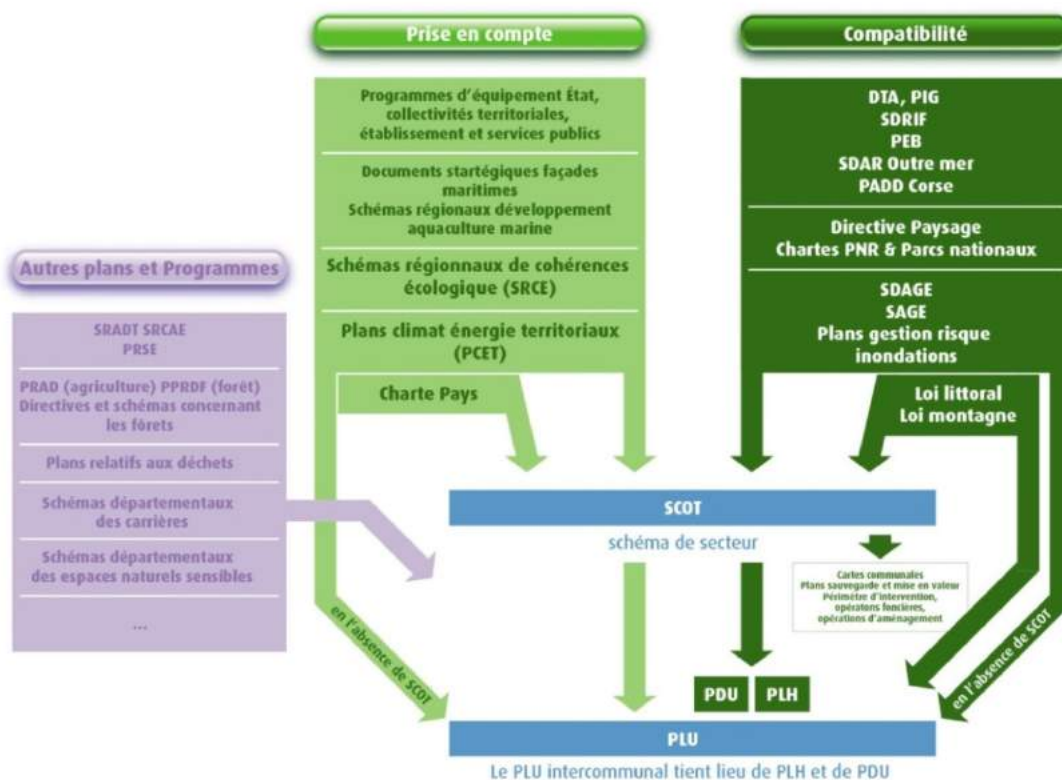 Prise en compte
Programmes d'équipement État,
collectivités territoriales,
établissement et services publics
Documents startégiques façades
maritimes
Schémas régionaux développement
aquaculture marine
Schémas régionnaux de cohérences
écologique (SRCE)
Plans climat énergie territoriaux
(PCET)
Charte Pays
Compatibilité
DTA, PIG
SDRIF
PEB
SDAR Outre mer
PADD Corse
Directive Paysage
Chartes PNR & Parcs nationaux
SDAGE
SAGE
Plans gestion risque
inondations
Loi littoral
Loi montagne
Autres plans et Programmes
SRADT SRCAE
PRSE
PRAD (agriculture) PPRDF (forêt)
Directives et schémas concernant
les fôrets
Plans relatifs aux déchets
Schémas départementaux
des carrières
Schémas départementaux
des espaces naturels sensibles
...
SCOT
schéma de secteur
Cartes communales
Plans sauvegarde et mise en valeur
Périmètre d'intervention,
opératons foncières,
opérations d'aménagement
en l'absence de SCOT
en l'absence de SCOT
PDU
PLH
PLU
Le PLU intercommunal tient lieu de PLH et de PDU